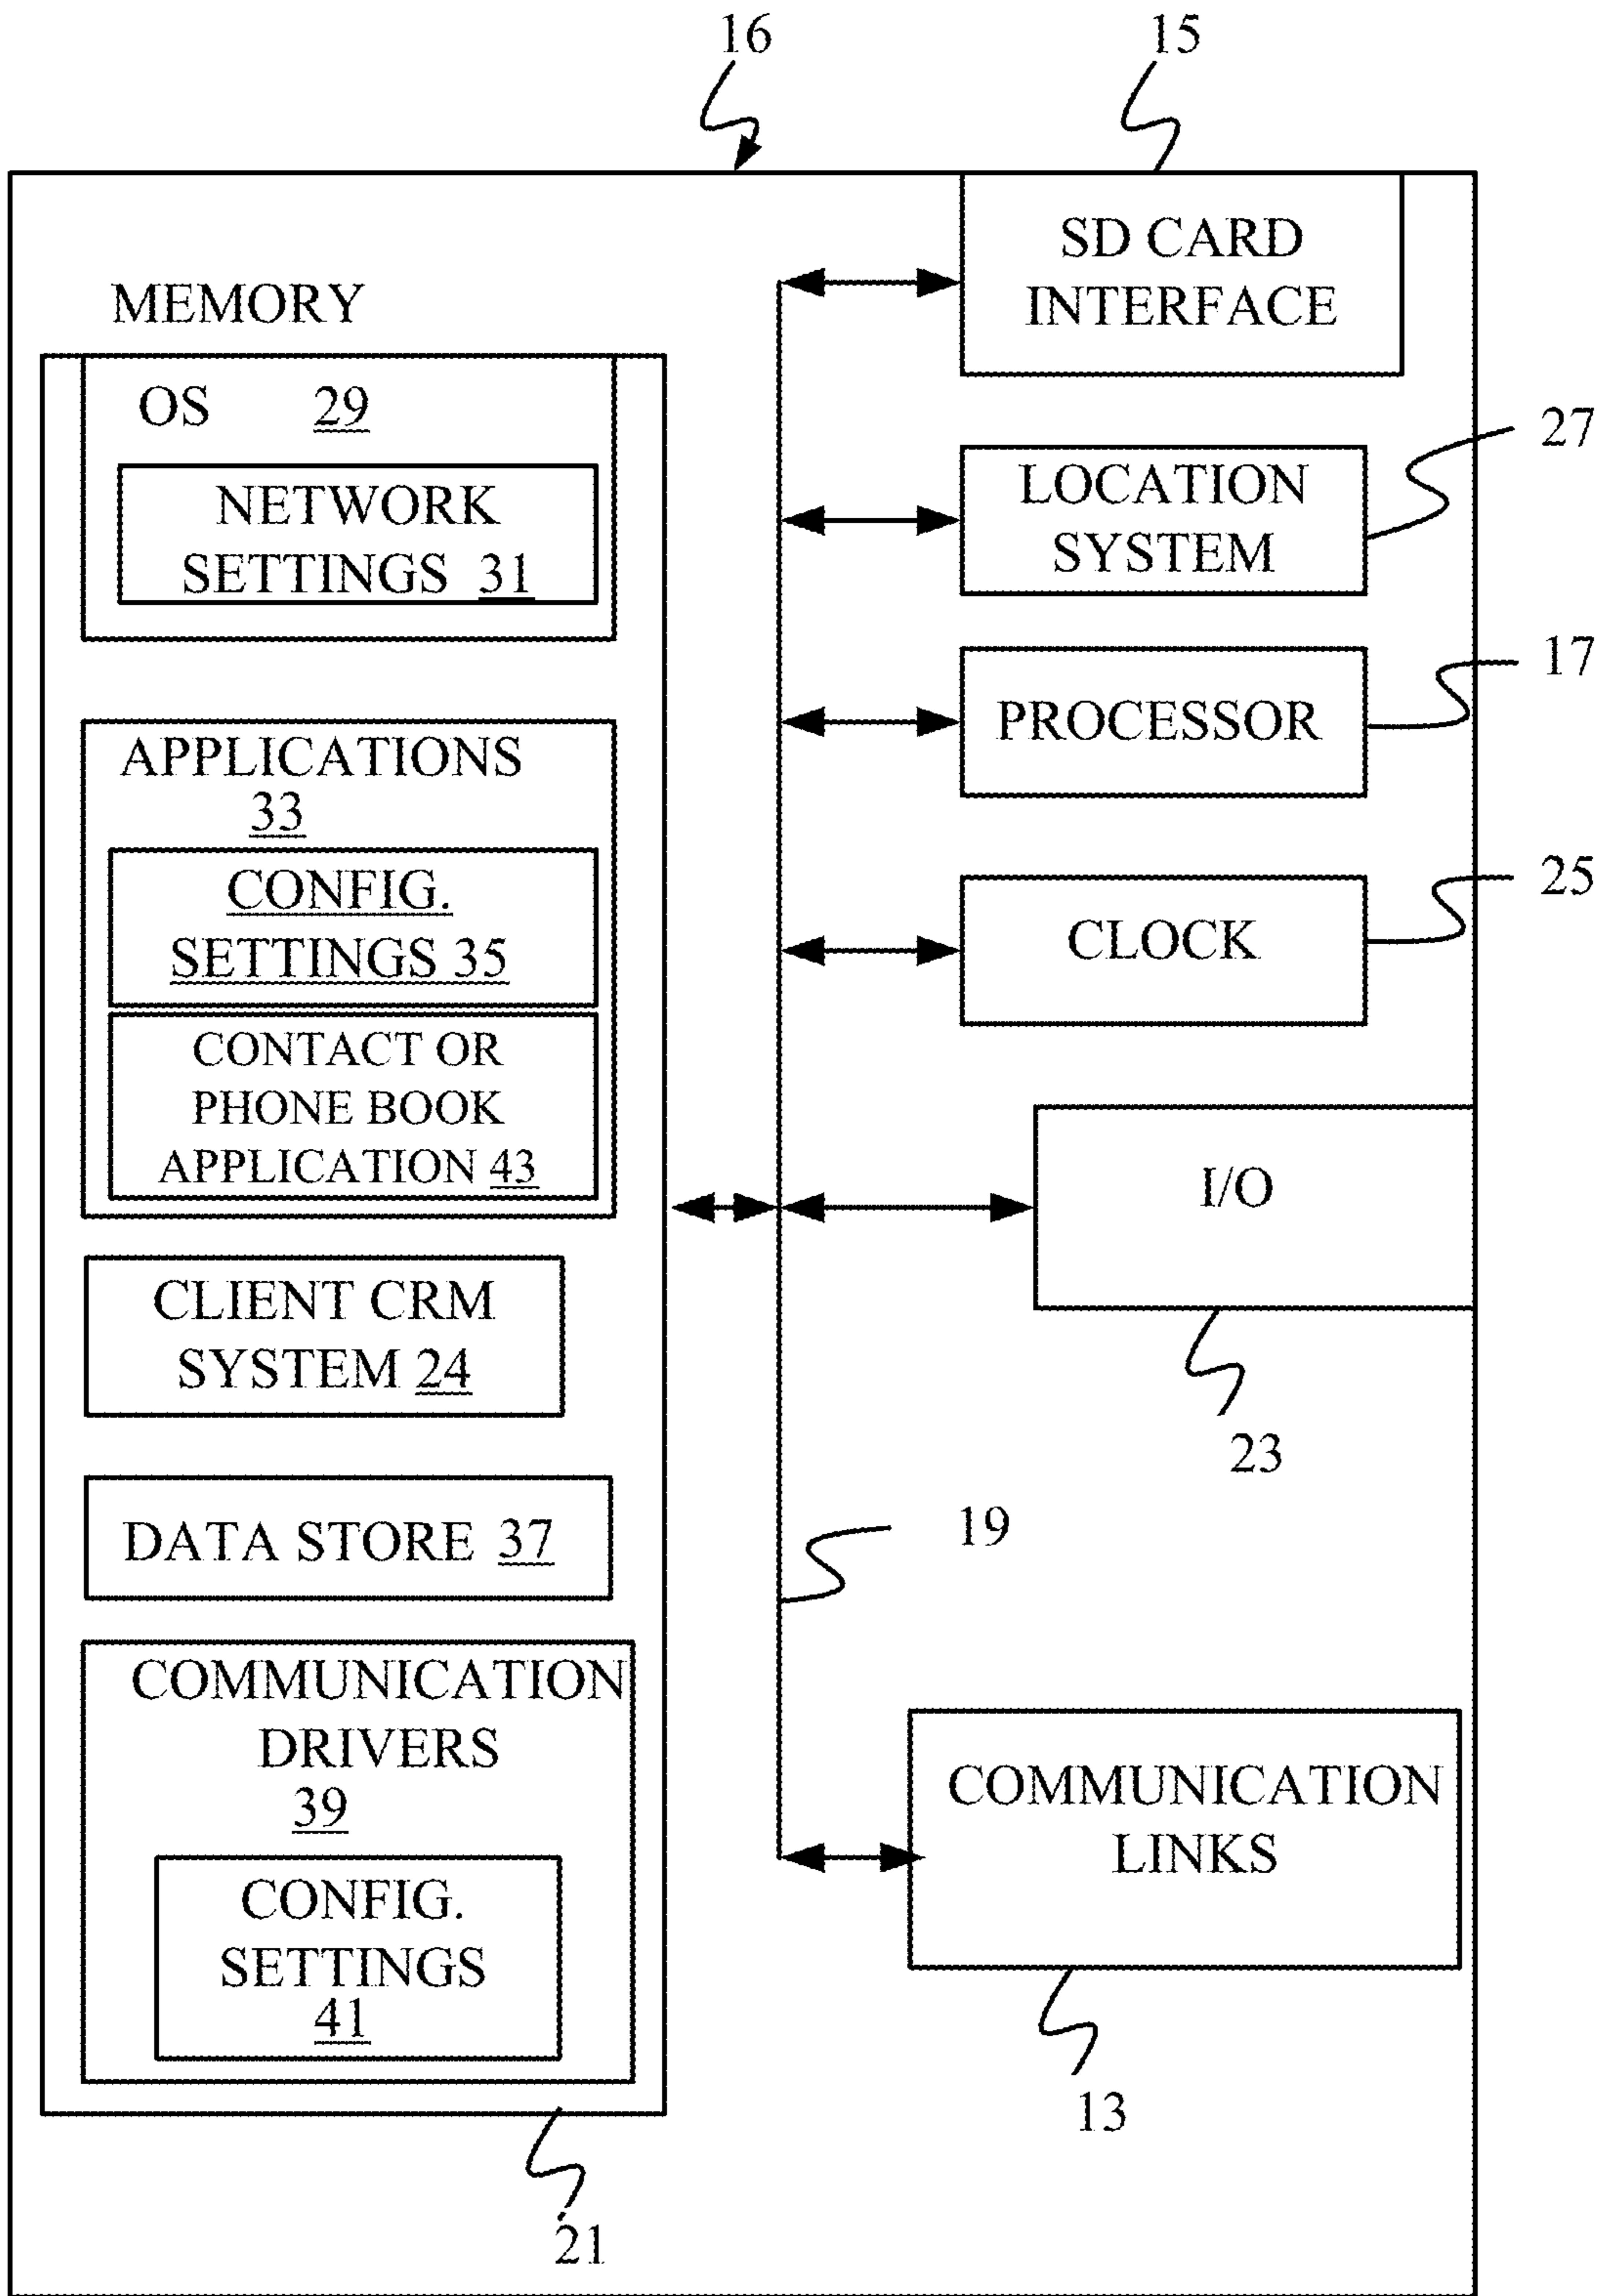 16
15
SD CARD
INTERFACE
MEMORY
OS 29
NETWORK
SETTINGS 31
27
LOCATION
SYSTEM
17
PROCESSOR
APPLICATIONS
33
CONFIG.
SETTINGS 35
25
CLOCK
CONTACT OR
PHONE BOOK
APPLICATION 43
I/O
23
CLIENT CRM
SYSTEM 24
19
DATA STORE 37
COMMUNICATION
DRIVERS
39
CONFIG.
SETTINGS
41
COMMUNICATION
LINKS
13
21